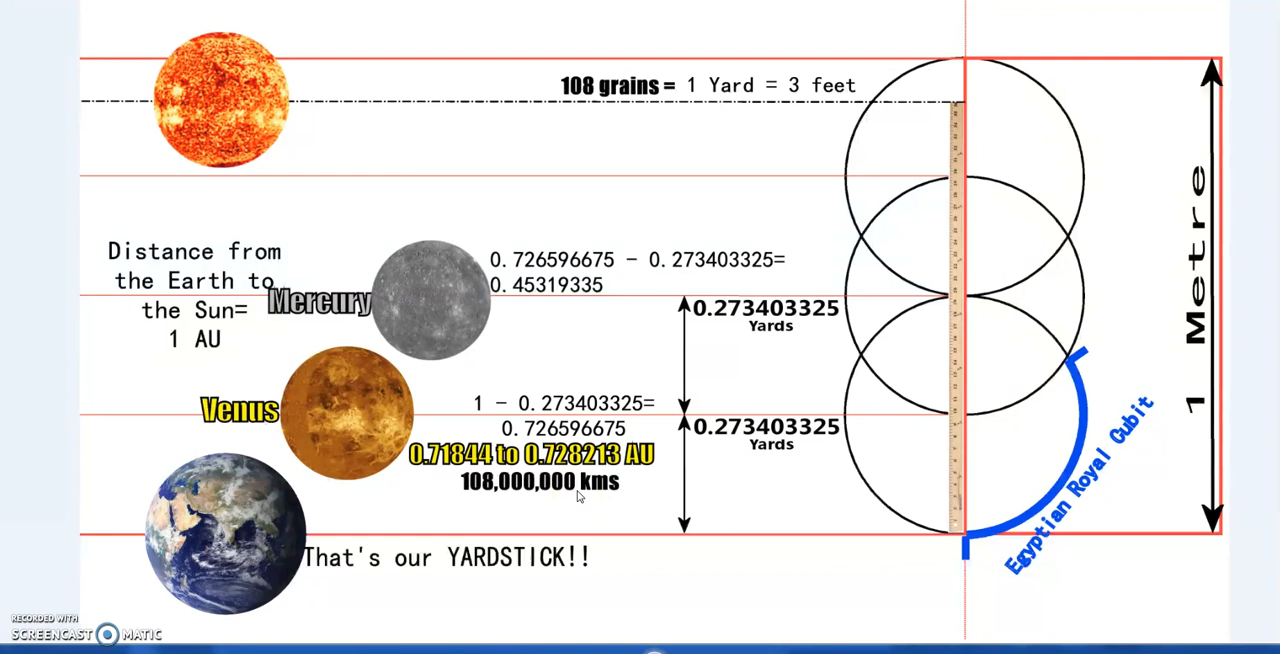 108 grains = 1 Yard = 3 feet
1 Metre
Distance from
the Earth to
the Sun=
1 AU
Mercury
0.726596675 - 0.273403325=
0.45319335
0.273403325
Yards
Venus
1 - 0.273403325=
0.726596675
0.71844 to 0.728213 AU
108,000,000 kms
0.273403325
Yards
Egyptian Royal Cubit
That's our YARDSTICK!!
RECORDED WITH
SCREENCAST MATIC